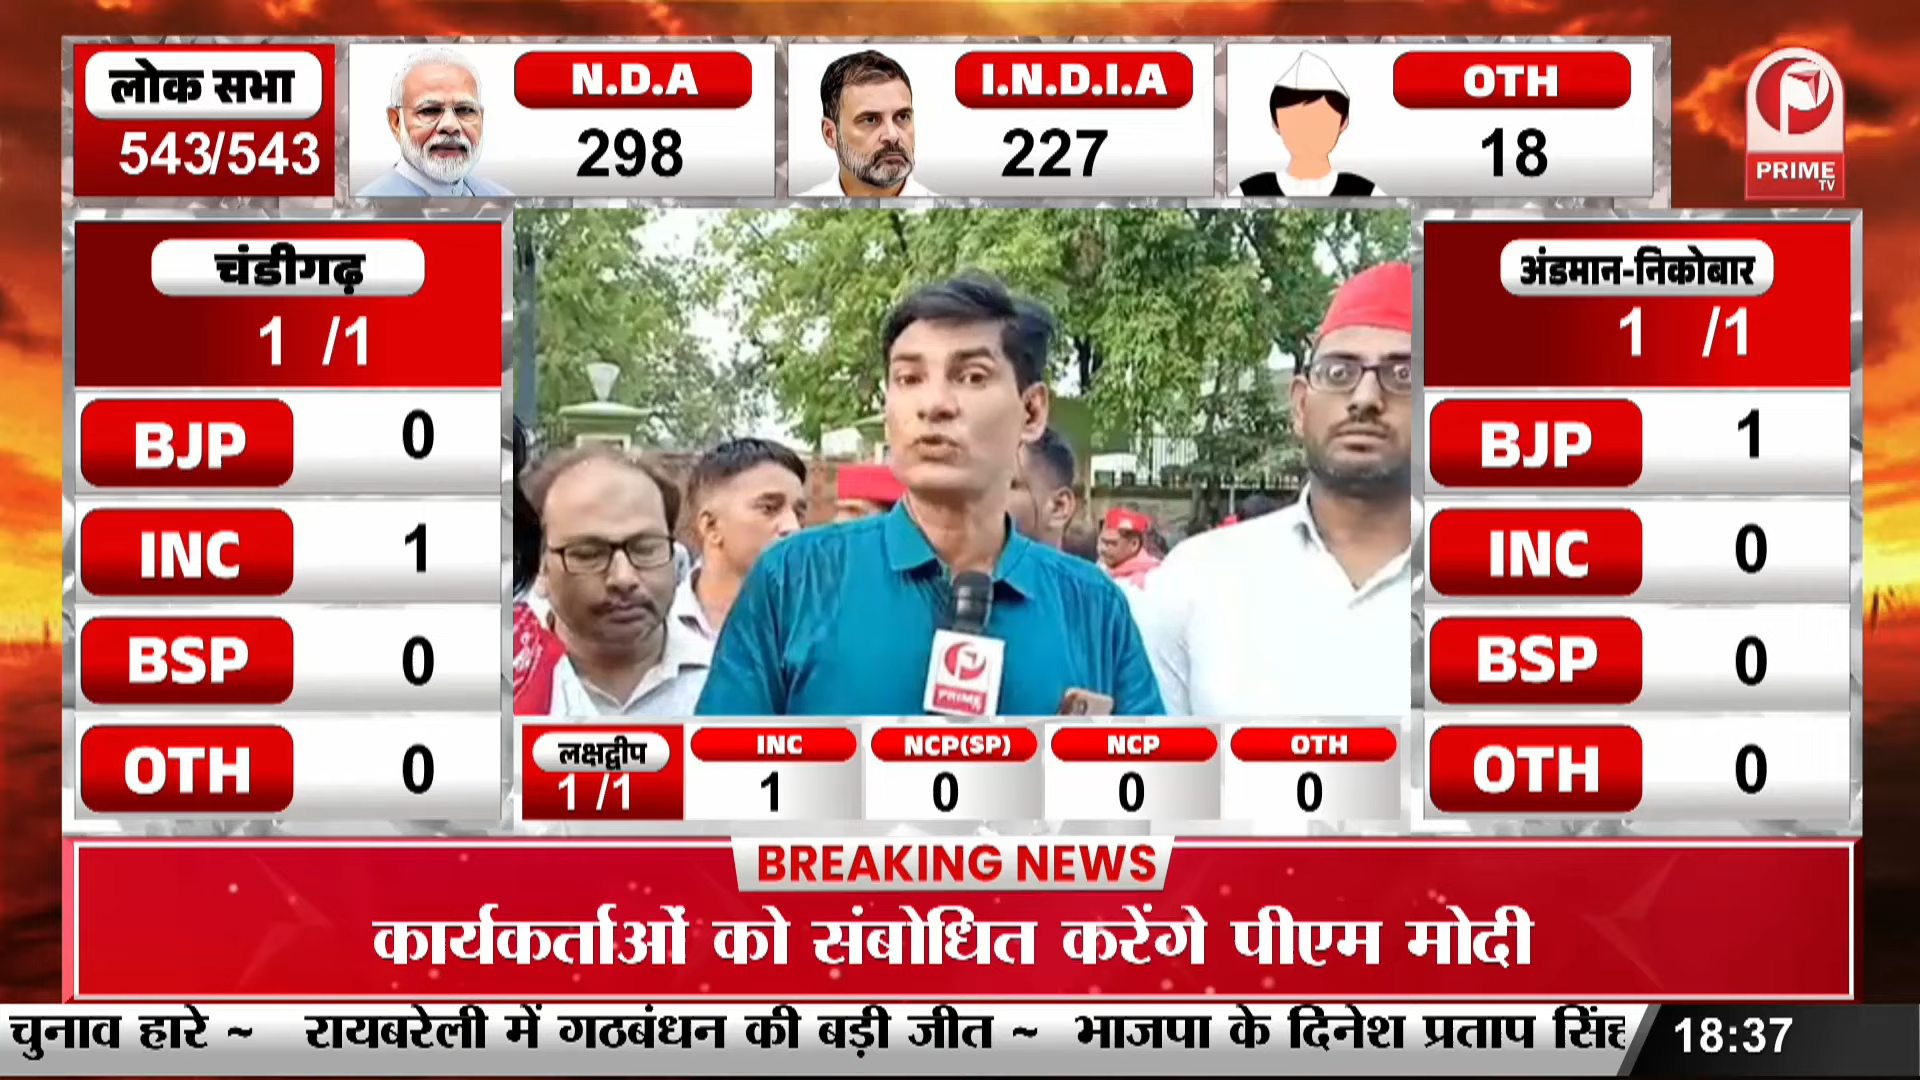 लोक सभा
543/543
N.D.A
298
I.N.D.I.A
227
OTH
18
PRIME
TV
चंडीगढ़
1 /1
BJP 0
INC 1
BSP 0
OTH 0
PRIME
अंडमान-निकोबार
1 /1
BJP 1
INC 0
BSP 0
OTH 0
लक्षद्वीप
1 /1
INC
1
NCP(SP)
0
NCP
0
OTH
0
BREAKING NEWS
कार्यकर्ताओं को संबोधित करेंगे पीएम मोदी
चुनाव हारे ~ रायबरेली में गठबंधन की बड़ी जीत ~ भाजपा के दिनेश प्रताप सिंह
18:37